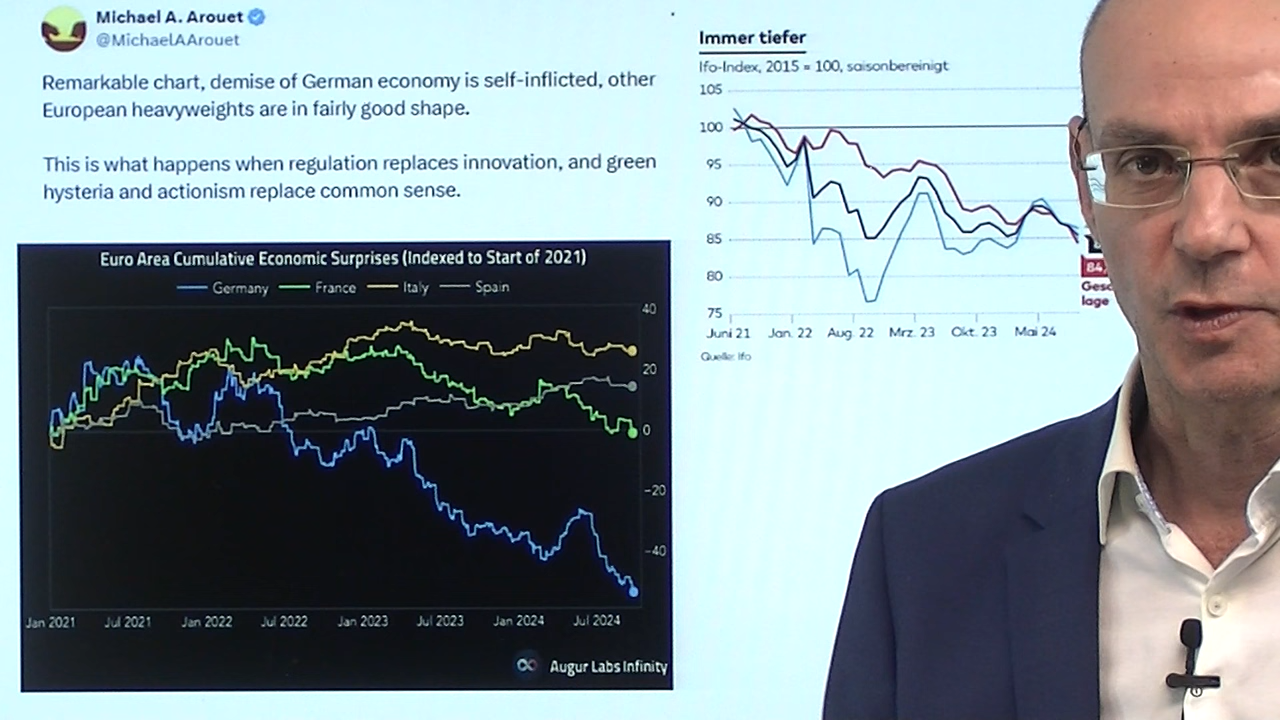 Michael A. Arouet
@MichaelAArouet
Remarkable chart, demise of German economy is self-inflicted, other
European heavyweights are in fairly good shape.
This is what happens when regulation replaces innovation, and green
hysteria and actionism replace common sense.
Euro Area Cumulative Economic Surprises (Indexed to Start of 2021)
Germany France Italy Spain
40
20
0
-20
-40
Jan 2021 Jul 2021 Jan 2022 Jul 2022 Jan 2023 Jul 2023 Jan 2024 Jul 2024
Augur Labs Infinity
Immer tiefer
Ifo-Index, 2015 = 100, saisonbereinigt
105
100
95
90
85
80
75
84,
Gesc
lage
Juni 21 Jan. 22 Aug. 22 Mrz. 23 Okt. 23 Mai 24
Quelle: Ifo